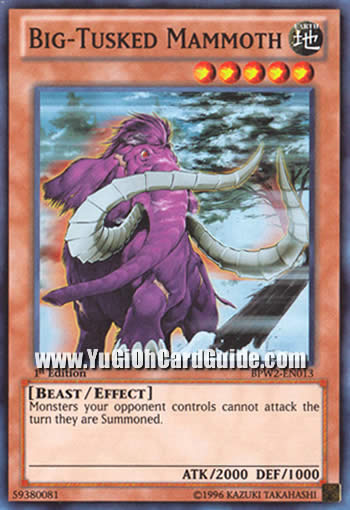 BIG-TUSKED MAMMOTH
EARTH
地
www.YuGiOhCardGuide.com
1st Edition
BPW2-EN013
[BEAST/EFFECT]
Monsters your opponent controls cannot attack
the turn they are Summoned.
ATK/2000 DEF/1000
59380081
©1996 KAZUKI TAKAHASHI